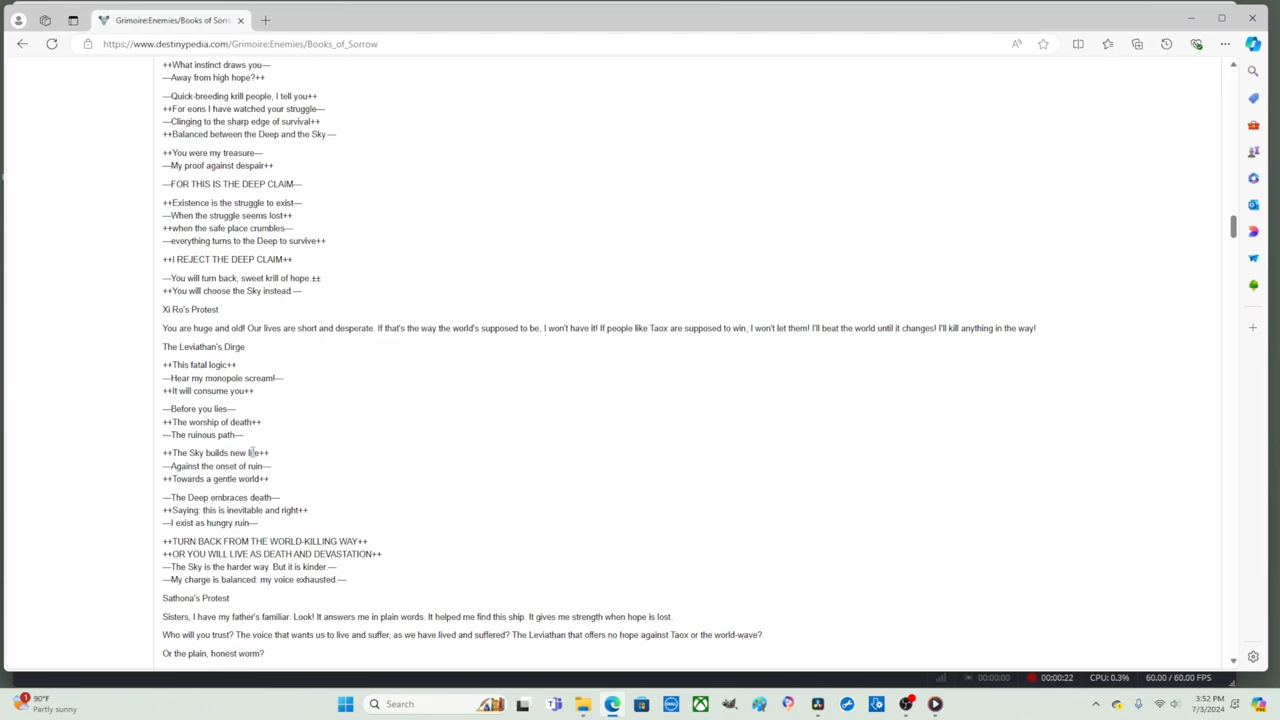 Grimoire:Enemies/Books of Sorro
https://www.destinypedia.com/Grimoire:Enemies/Books_of_Sorrow
++What instinct draws you—
—Away from high hope?++
—Quick-breeding krill people, I tell you++
++For eons I have watched your struggle—
—Clinging to the sharp edge of survival++
++Balanced between the Deep and the Sky.—
++You were my treasure—
—My proof against despair++
—FOR THIS IS THE DEEP CLAIM—
++Existence is the struggle to exist—
—When the struggle seems lost++
++when the safe place crumbles—
—everything turns to the Deep to survive++
++I REJECT THE DEEP CLAIM++
—You will turn back, sweet krill of hope.±±
++You will choose the Sky instead.—
Xi Ro's Protest
You are huge and old! Our lives are short and desperate. If that's the way the world's supposed to be, I won't have it! If people like Taox are supposed to win, I won't let them! I'll beat the world until it changes! I'll kill anything in the way!
The Leviathan's Dirge
++This fatal logic++
—Hear my monopole scream!—
++It will consume you++
—Before you lies—
++The worship of death++
—The ruinous path—
++The Sky builds new life++
—Against the onset of ruin—
++Towards a gentle world++
—The Deep embraces death—
++Saying: this is inevitable and right++
—I exist as hungry ruin—
++TURN BACK FROM THE WORLD-KILLING WAY++
++OR YOU WILL LIVE AS DEATH AND DEVASTATION++
—The Sky is the harder way. But it is kinder.—
—My charge is balanced: my voice exhausted.—
Sathona's Protest
Sisters, I have my father's familiar. Look! It answers me in plain words. It helped me find this ship. It gives me strength when hope is lost.
Who will you trust? The voice that wants us to live and suffer, as we have lived and suffered? The Leviathan that offers no hope against Taox or the world-wave?
Or the plain, honest worm?
00:00:00
00:00:22
CPU: 0.3%
60.00 / 60.00 FPS
1
90°F
Partly sunny
Search
DELL
3:52 PM
7/3/2024